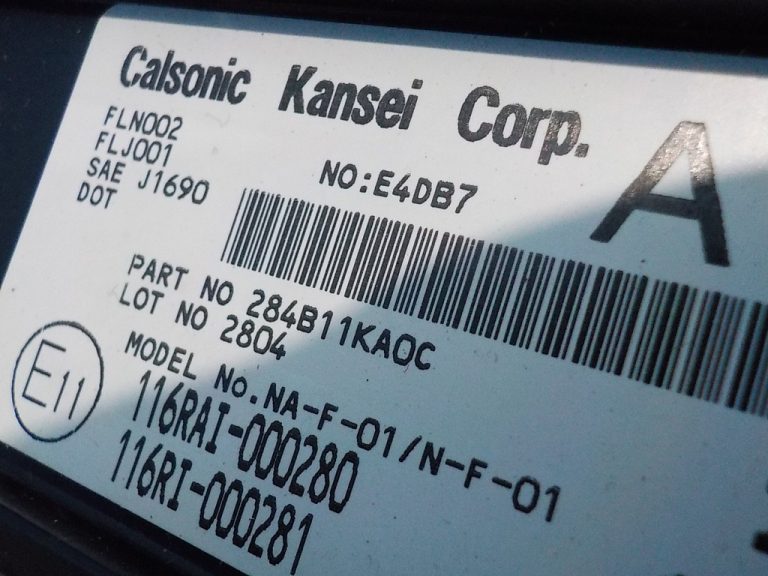 Calsonic Kansei Corp.
FLN002
FLJ001
SAE J1690
DOT
NO:E4DB7
A
PART NO 284B11KA0C
LOT NO 2804
MODEL No.NA-F-01/N-F-01
E11
116RAI-000280
116RI-000281